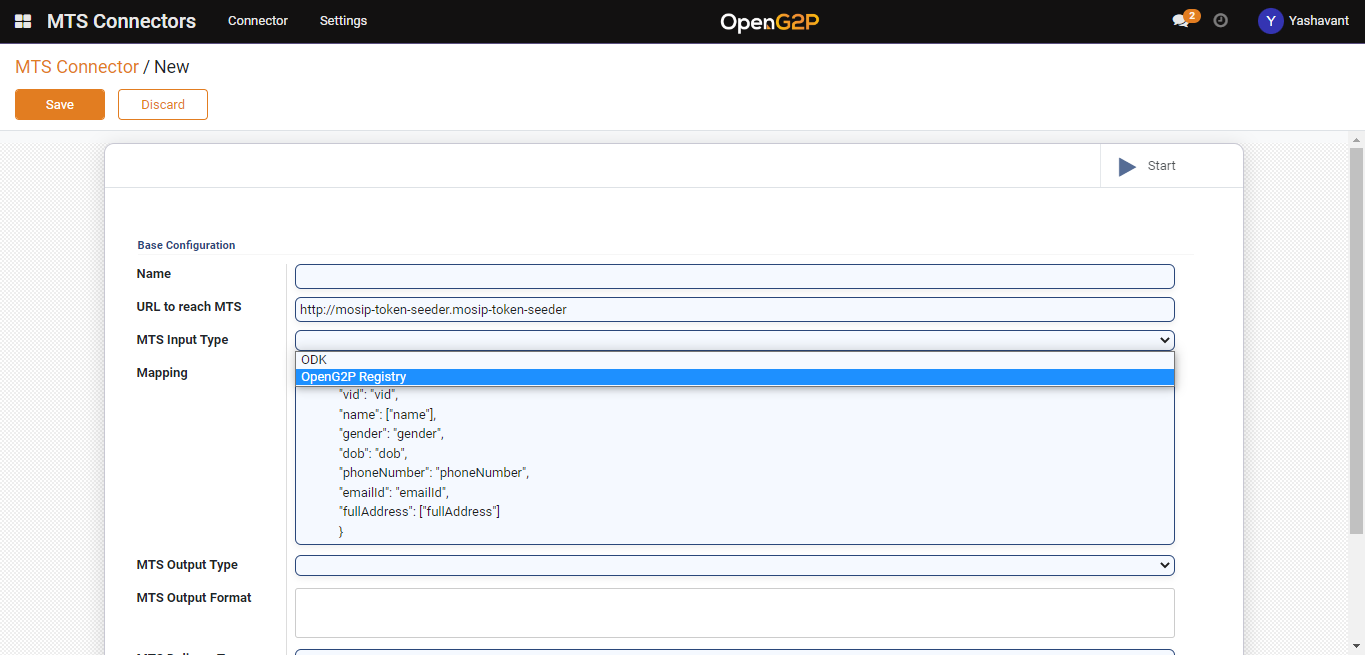 MTS Connectors Connector Settings OpenG2P 2 Y Yashavant
MTS Connector / New
Save Discard
Start
Base Configuration
Name
URL to reach MTS http://mosip-token-seeder.mosip-token-seeder
MTS Input Type
ODK
OpenG2P Registry
Mapping
"vid": "vid",
"name": ["name"],
"gender": "gender",
"dob": "dob",
"phoneNumber": "phoneNumber",
"emailId": "emailId",
"fullAddress": ["fullAddress"]
}
MTS Output Type
MTS Output Format